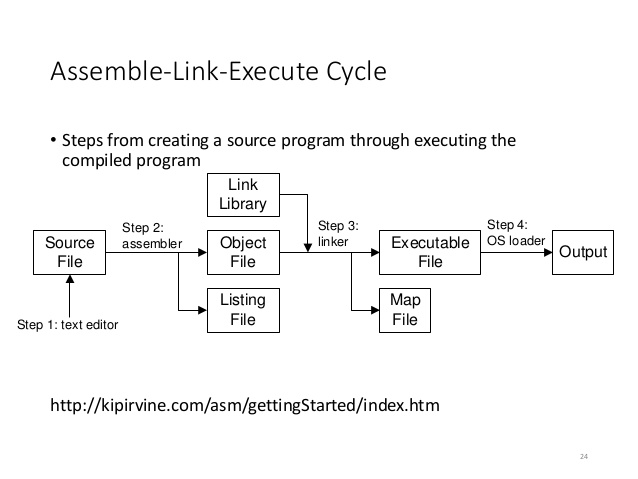 Assemble-Link-Execute Cycle
• Steps from creating a source program through executing the
compiled program
Link
Library
Step 2:
assembler
Step 3:
linker
Step 4:
OS loader
Source
File
Object
File
Executable
File
Output
Listing
File
Map
File
Step 1: text editor
http://kipirvine.com/asm/gettingStarted/index.htm
24